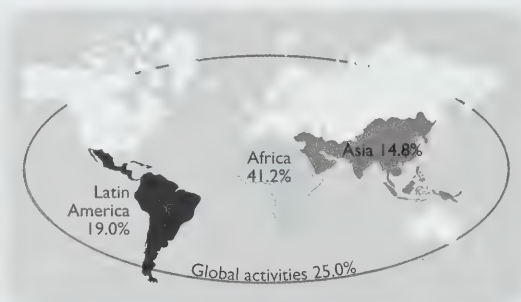 Africa
41.2%
Asia 14.8%
Latin
America
19.0%
Global activities 25.0%